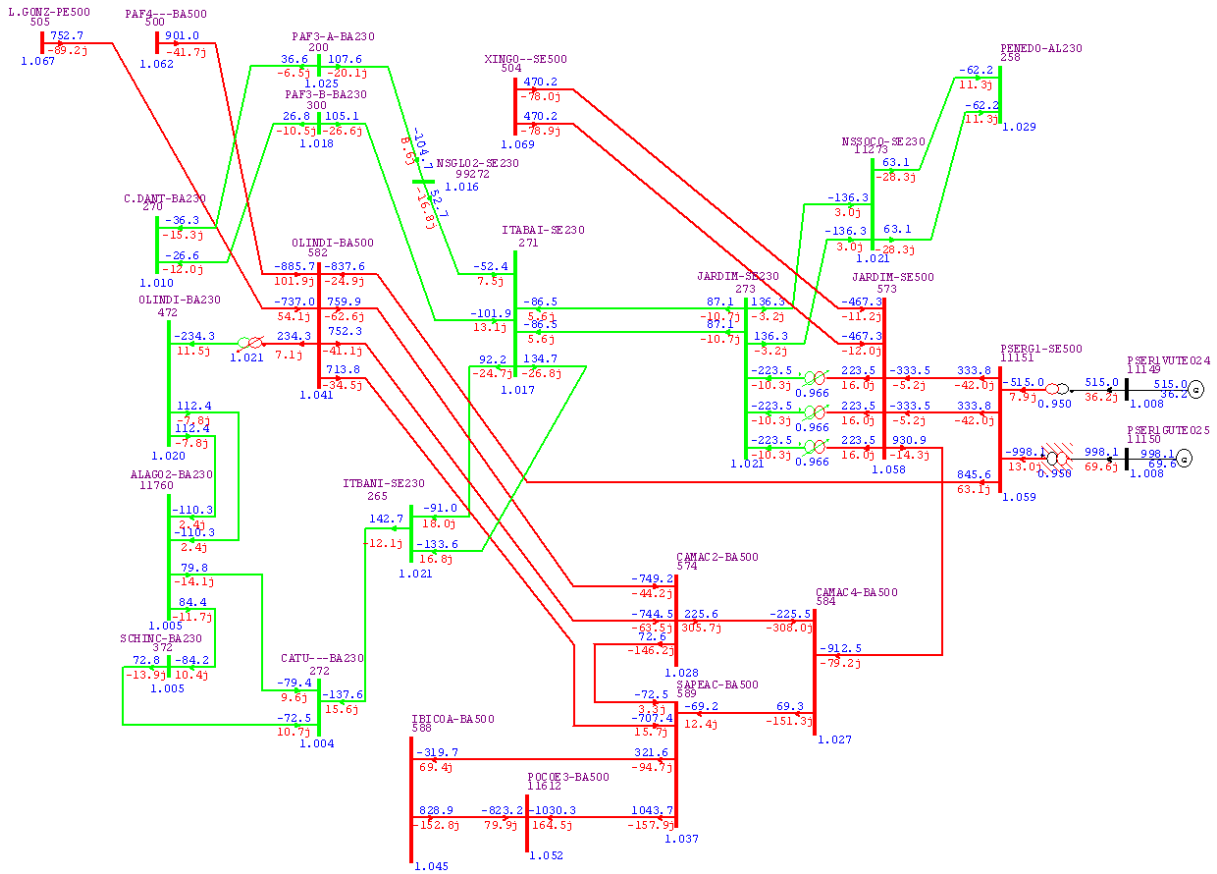 L.GONZ-PE500
505
752.7
-89.2j
1.067
PAF4---BA500
500
901.0
-41.7j
1.062
PAF3-A-BA230
200
36.6
107.6
-6.5j
-20.1j
1.025
PAF3-B-BA230
300
26.8
105.1
-10.5j
-26.6j
1.018
XINGO--SE500
504
470.2
-78.0j
470.2
-78.9j
1.069
PENEDO-AL230
258
-62.2
11.3j
-62.2
11.3j
1.029
-104.7
8.6j
NSGLO2-SE230
99272
1.016
52.7
-16.8j
NSSOCO-SE230
11273
63.1
-28.3j
-136.3
3.0j
-136.3
63.1
3.0j
-28.3j
1.021
C.DANT-BA230
270
-36.3
-15.3j
-26.6
-12.0j
1.010
OLINDI-BA500
582
-885.7
-837.6
101.9j
-24.9j
-737.0
759.9
54.1j
-62.6j
234.3
752.3
7.1j
-41.1j
713.8
-34.5j
1.041
ITABAI-SE230
271
-52.4
7.5j
-86.5
5.6j
-101.9
-86.5
13.1j
5.6j
92.2
134.7
-24.7j
-26.8j
1.017
JARDIM-SE230
273
87.1
136.3
-10.7j
-3.2j
87.1
136.3
-10.7j
-3.2j
-223.5
-10.3j
0.966
-223.5
-10.3j
0.966
-223.5
-10.3j
0.966
1.021
JARDIM-SE500
573
-467.3
-11.2j
-467.3
-12.0j
223.5
-333.5
16.0j
-5.2j
223.5
-333.5
16.0j
-5.2j
223.5
930.9
16.0j
-14.3j
1.058
PSERG1-SE500
11151
333.8
-515.0
-42.0j
7.9j
333.8
-42.0j
-998.1
13.0j
845.6
63.1j
1.059
0.950
0.950
PSER1VUTE024
11149
515.0
515.0
36.2j
36.2
1.008
PSER1GUTE025
11150
998.1
998.1
69.6j
69.6
1.008
OLINDI-BA230
472
-234.3
11.5j
1.021
112.4
-7.8j
112.4
-7.8j
1.020
ALAGO2-BA230
11760
-110.3
2.4j
-110.3
2.4j
79.8
-14.1j
84.4
-11.7j
1.005
ITBANI-SE230
265
142.7
-91.0
-12.1j
18.0j
-133.6
16.8j
1.021
SCHINC-BA230
372
72.8
-84.2
-13.9j
10.4j
1.005
CATU---BA230
272
-79.4
-137.6
9.6j
15.6j
-72.5
10.7j
1.004
CAMAC2-BA500
574
-749.2
-44.2j
-744.5
225.6
-63.5j
305.7j
72.6
-146.2j
1.028
CAMAC4-BA500
584
-225.5
-308.0j
-912.5
-79.2j
69.3
-151.3j
1.027
SAPEAC-BA500
589
-72.5
-69.2
3.3j
12.4j
-707.4
15.7j
321.6
-94.7j
1043.7
-157.9j
1.037
IBICOA-BA500
588
-319.7
69.4j
828.9
-152.8j
1.045
POCOE3-BA500
11612
-823.2
-1030.3
79.9j
164.5j
1.052